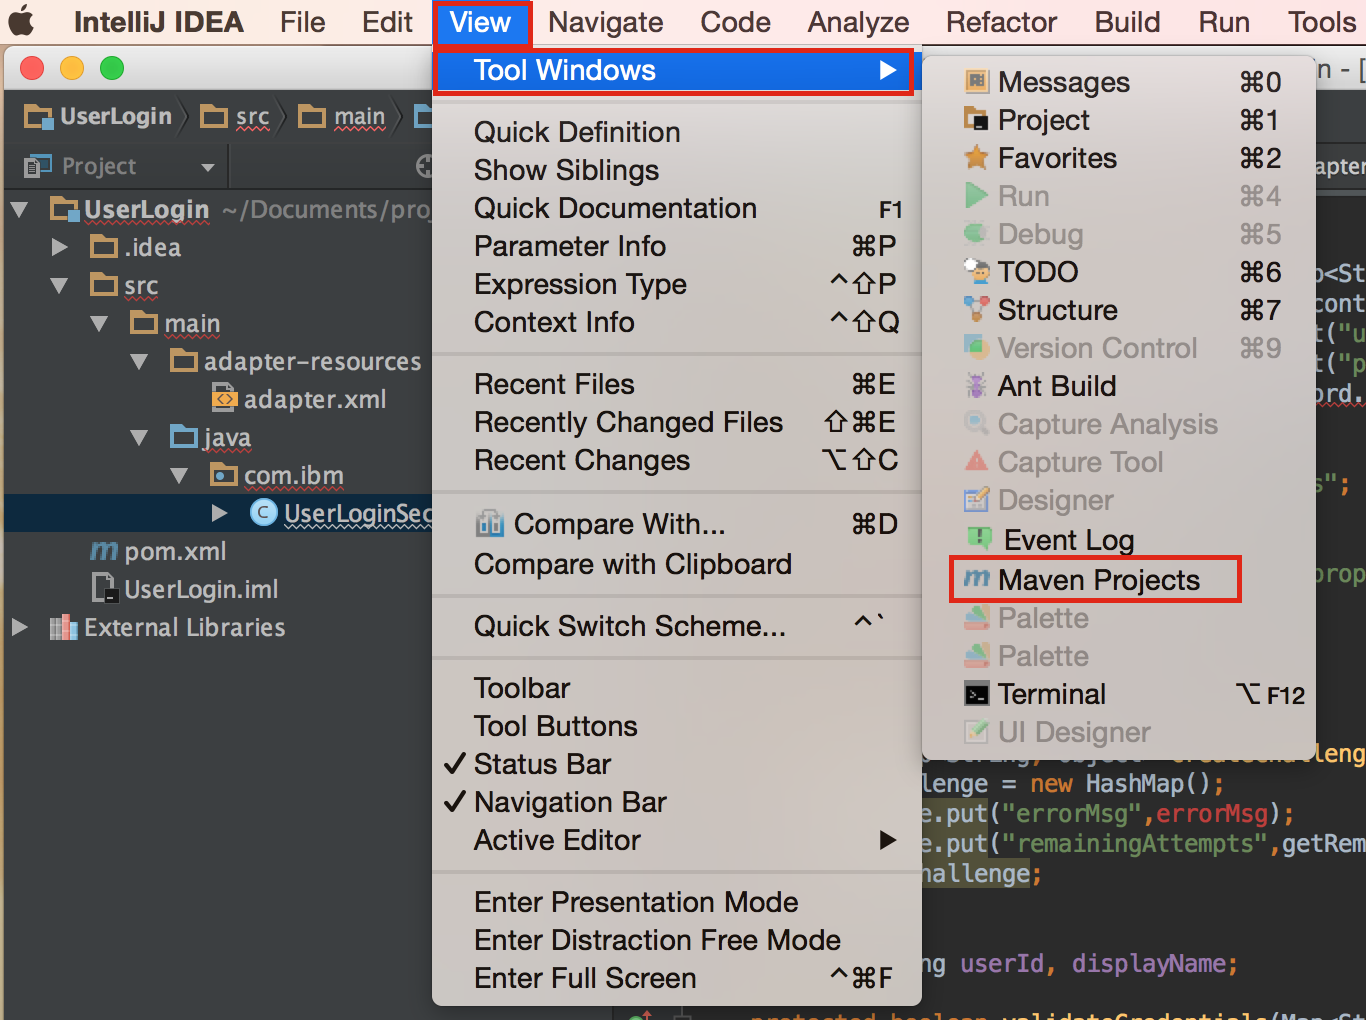 IntelliJ IDEA File Edit View Navigate Code Analyze Refactor Build Run Tools
UserLogin src main
Project
UserLogin ~/Documents/proj
.idea
src
main
adapter-resources
adapter.xml
java
com.ibm
UserLoginSec
pom.xml
UserLogin.iml
External Libraries
Tool Windows
Quick Definition
Show Siblings
Quick Documentation F1
Parameter Info ⌘P
Expression Type ^⇧P
Context Info ^⇧Q
Recent Files ⌘E
Recently Changed Files ⇧⌘E
Recent Changes ⌥⇧C
Compare With... ⌘D
Compare with Clipboard
Quick Switch Scheme... ^`
Toolbar
Tool Buttons
✓ Status Bar
✓ Navigation Bar
Active Editor
Enter Presentation Mode
Enter Distraction Free Mode
Enter Full Screen ^⌘F
Messages ⌘0
Project ⌘1
Favorites ⌘2
Run ⌘4
Debug ⌘5
TODO ⌘6
Structure ⌘7
Version Control ⌘9
Ant Build
Capture Analysis
Capture Tool
Designer
Event Log
Maven Projects
Palette
Palette
Terminal ⌥F12
UI Designer
n - [
apter
<St
cont
t("u
t("p
ord.
s";
prop
lenge = new HashMap();
e.put("errorMsg",errorMsg);
e.put("remainingAttempts",getRem
hallenge;
ng userId, displayName;